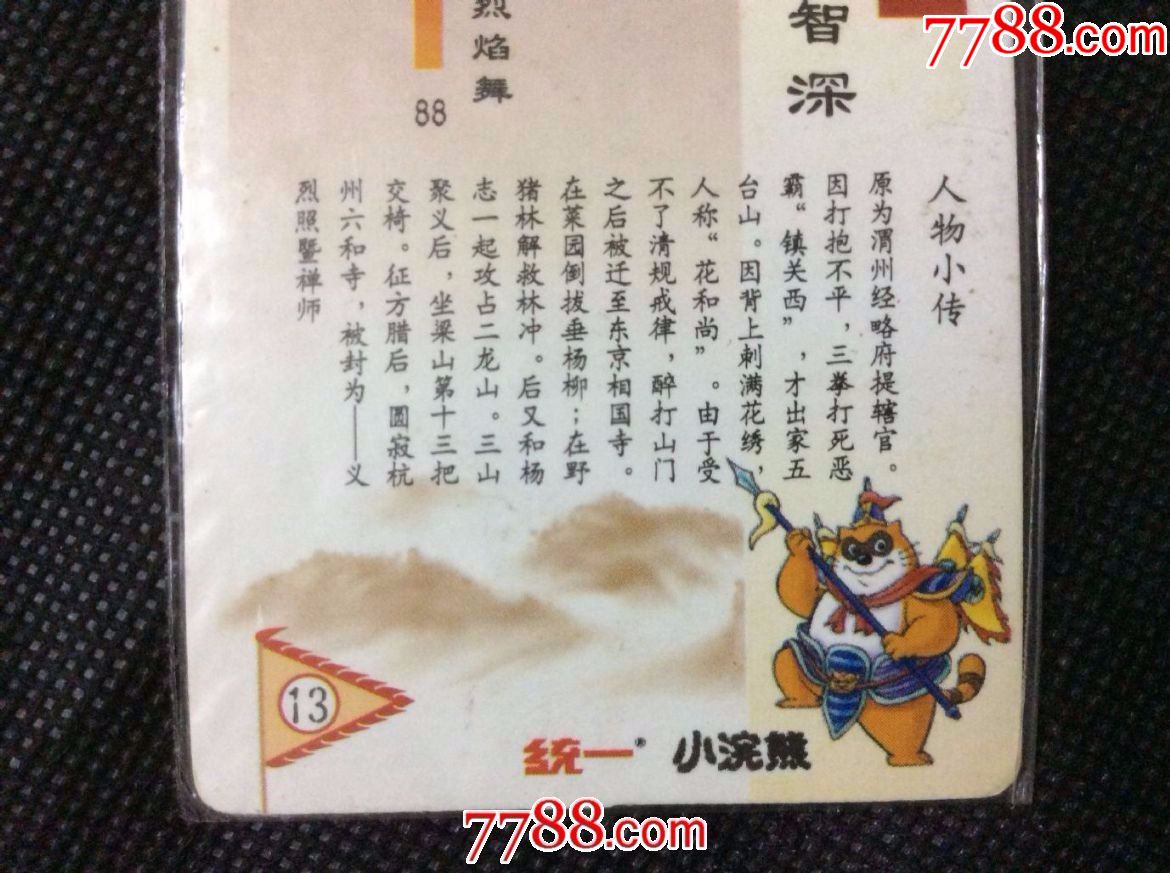 7788.com
智深
烈焰舞
88
人物小传
原为渭州经略府提辖官。
因打抱不平，三拳打死恶
霸“镇关西”，才出家五
台山。因背上刺满花绣，
人称“花和尚”。由于受
不了清规戒律，醉打山门
之后被迁至东京相国寺。
在菜园倒拔垂杨柳；在野
猪林解救林冲。后又和杨
志一起攻占二龙山。三山
聚义后，坐梁山第十三把
交椅。征方腊后，圆寂杭
州六和寺，被封为——义
烈照暨禅师
13
统一® 小浣熊
7788.com